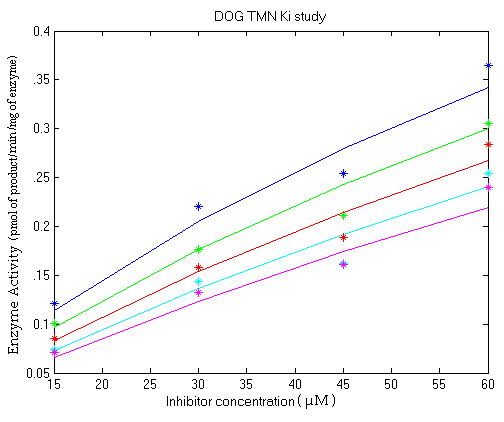 DOG TMN Ki study
0.4
0.35
0.3
0.25
0.2
0.15
0.1
0.05
Enzyme Activity (pmol of product/min/mg of enzyme)
15 20 25 30 35 40 45 50 55 60
Inhibitor concentration (µM)